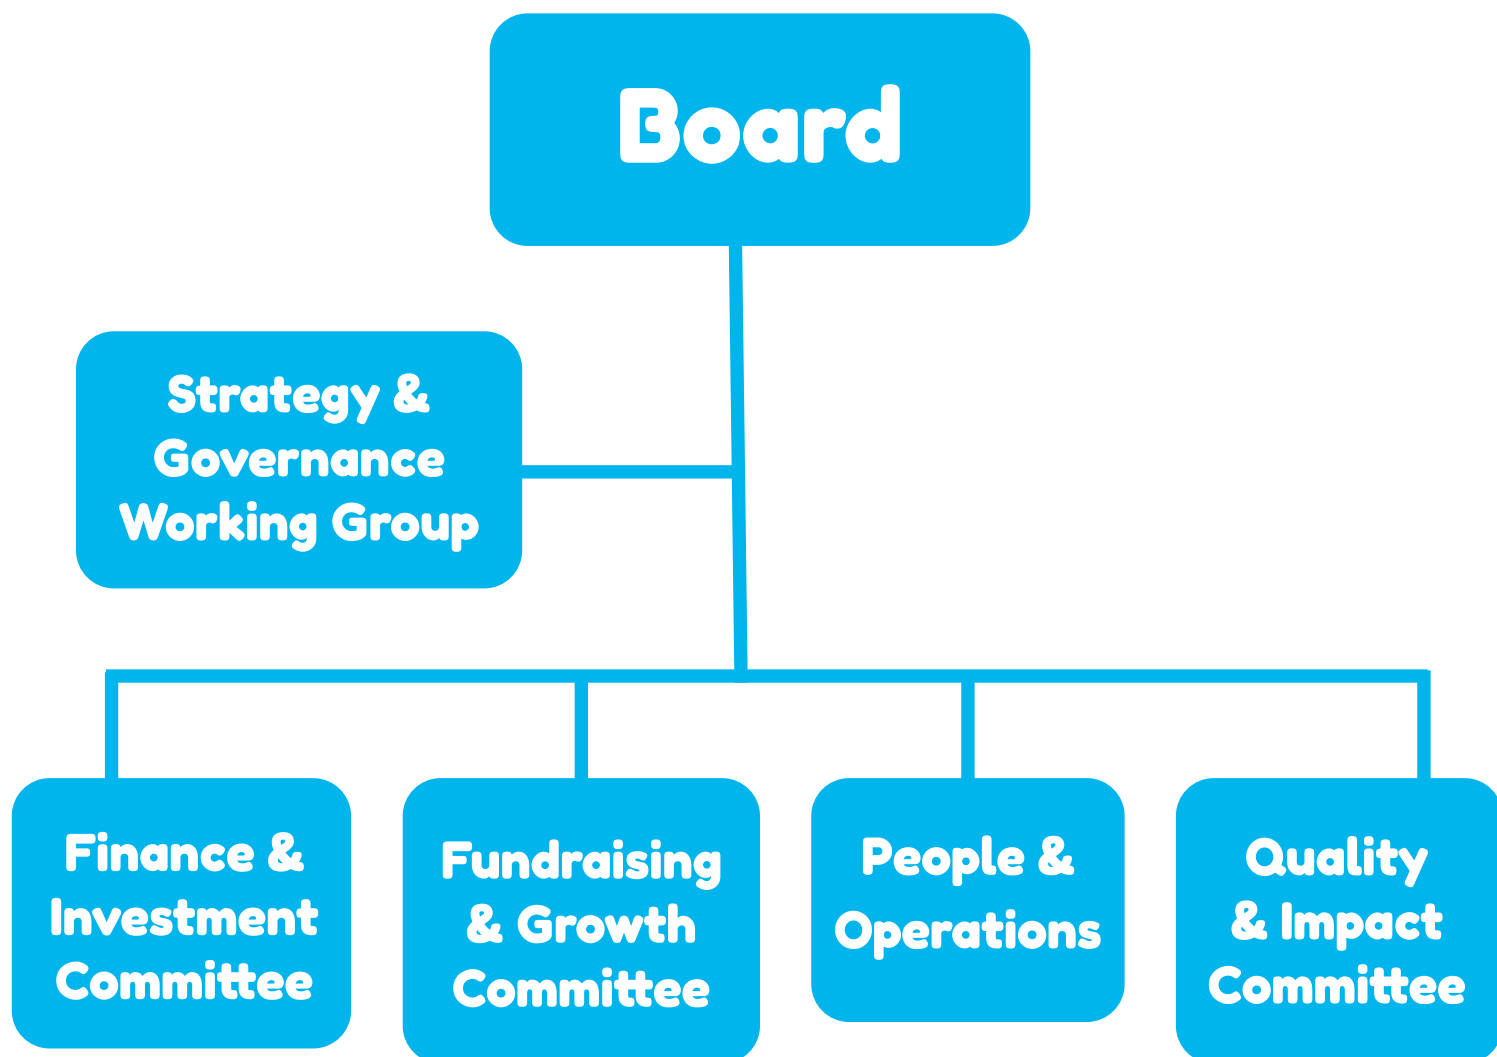 Board
Strategy &
Governance
Working Group
Finance &
Investment
Committee
Fundraising
& Growth
Committee
People &
Operations
Quality
& Impact
Committee